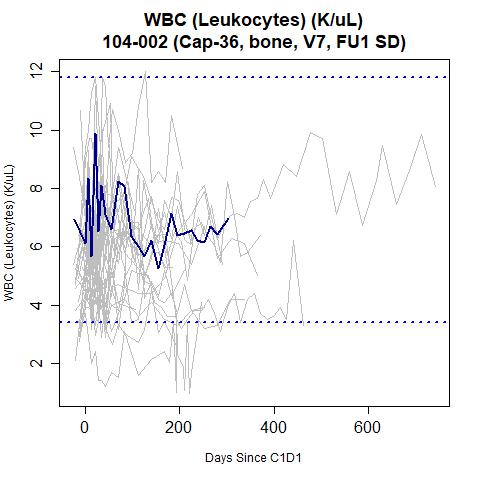 WBC (Leukocytes) (K/uL)
104-002 (Cap-36, bone, V7, FU1 SD)
WBC (Leukocytes) (K/uL)
12
10
8
6
4
2
0
200
400
600
Days Since C1D1